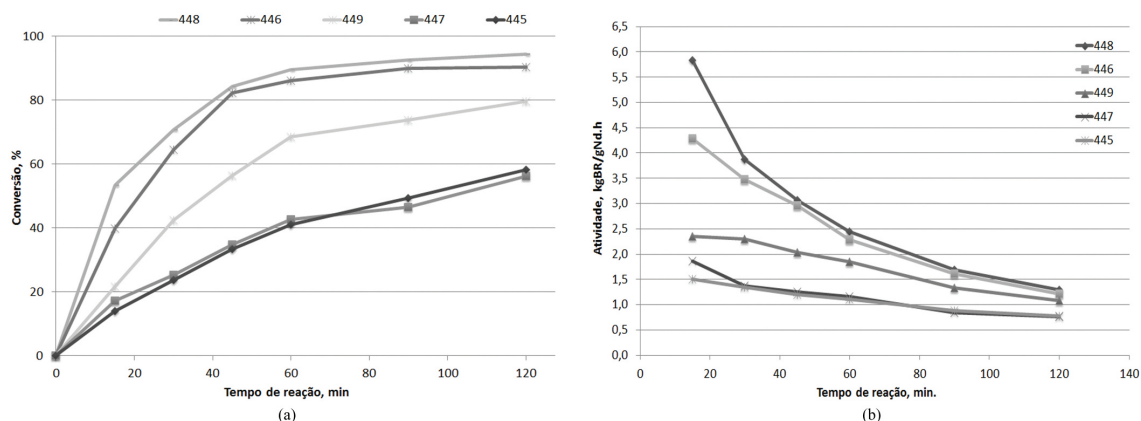 448 446 449 447 445
100
80
60
40
20
0
Conversão, %
0 20 40 60 80 100 120
Tempo de reação, min
(a)
6,5
6,0
5,5
5,0
4,5
4,0
3,5
3,0
2,5
2,0
1,5
1,0
0,5
0,0
Atividade, kgBR/gNd.h
448
446
449
447
445
0 20 40 60 80 100 120 140
Tempo de reação, min.
(b)